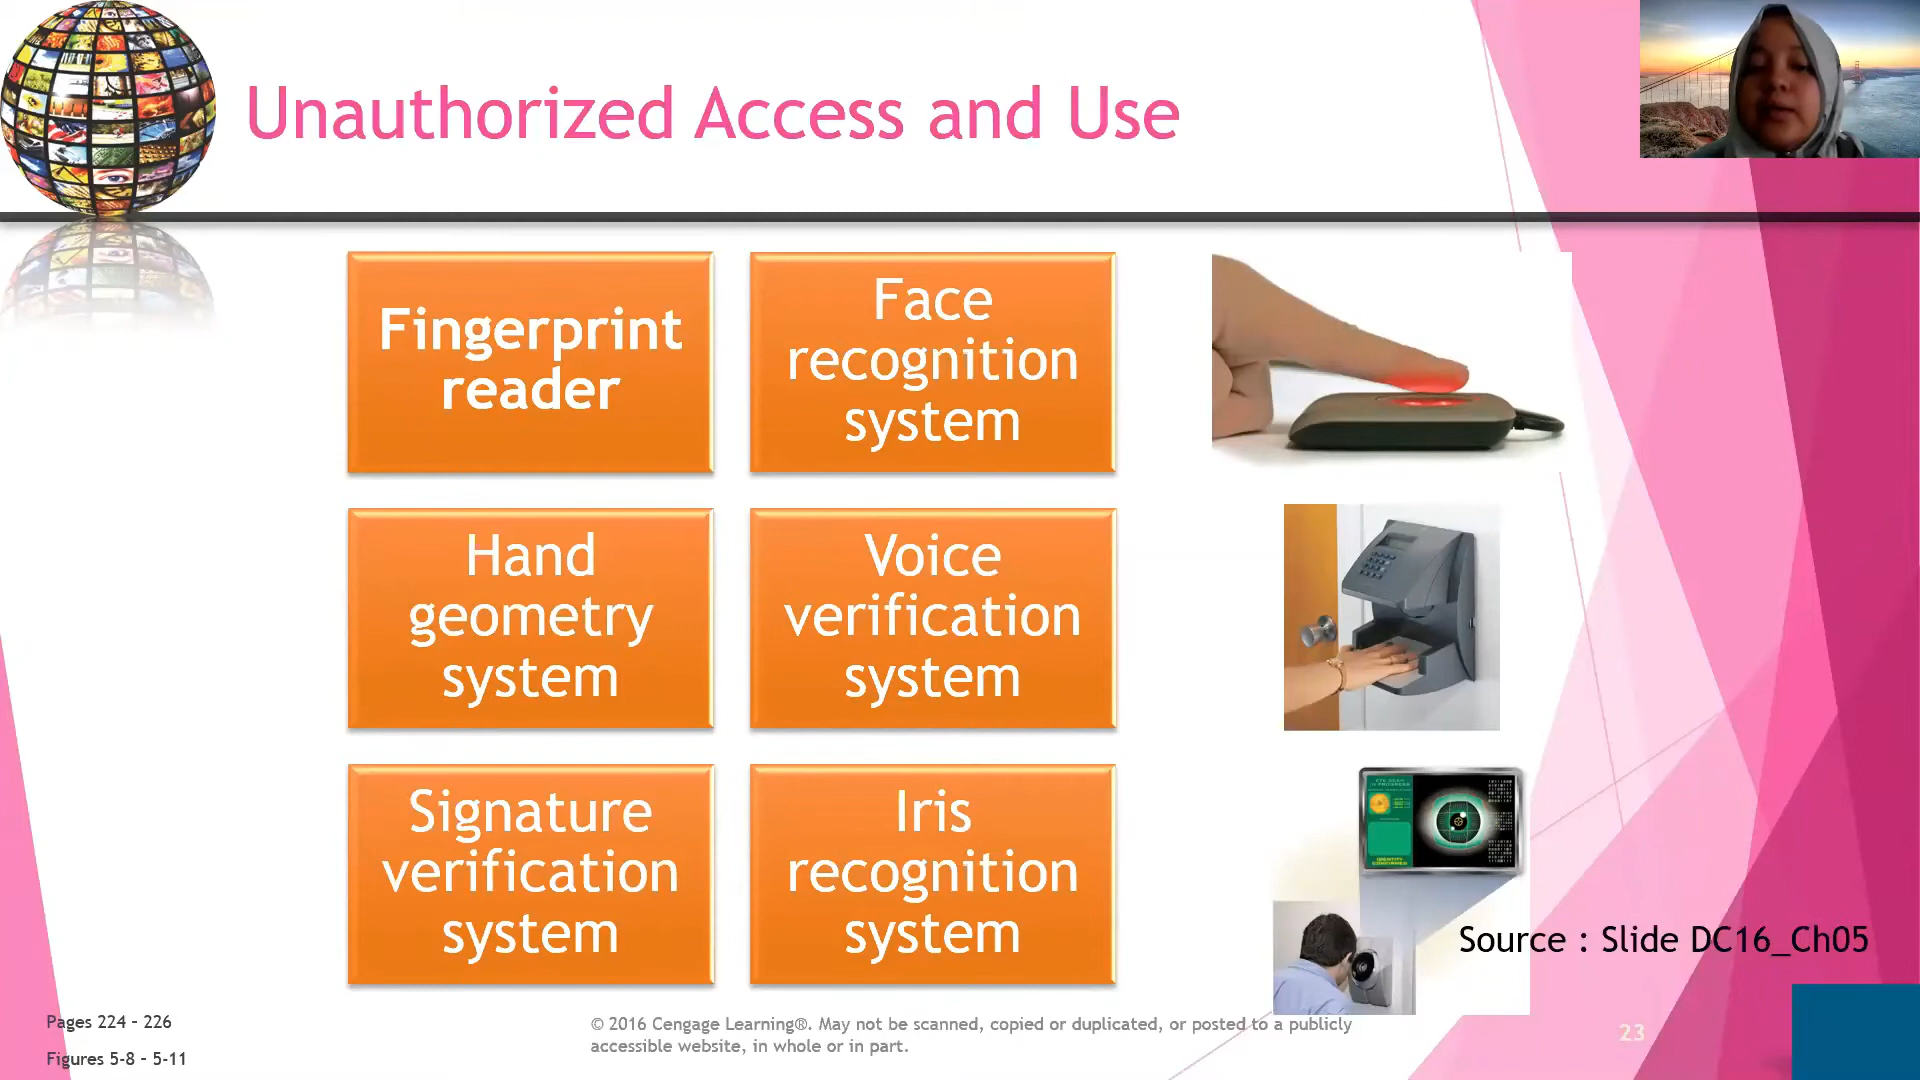 Unauthorized Access and Use
Fingerprint
reader
Face
recognition
system
Hand
geometry
system
Voice
verification
system
Signature
verification
system
Iris
recognition
system
Source : Slide DC16_Ch05
Pages 224 – 226
Figures 5-8 – 5-11
© 2016 Cengage Learning®. May not be scanned, copied or duplicated, or posted to a publicly
accessible website, in whole or in part.
23